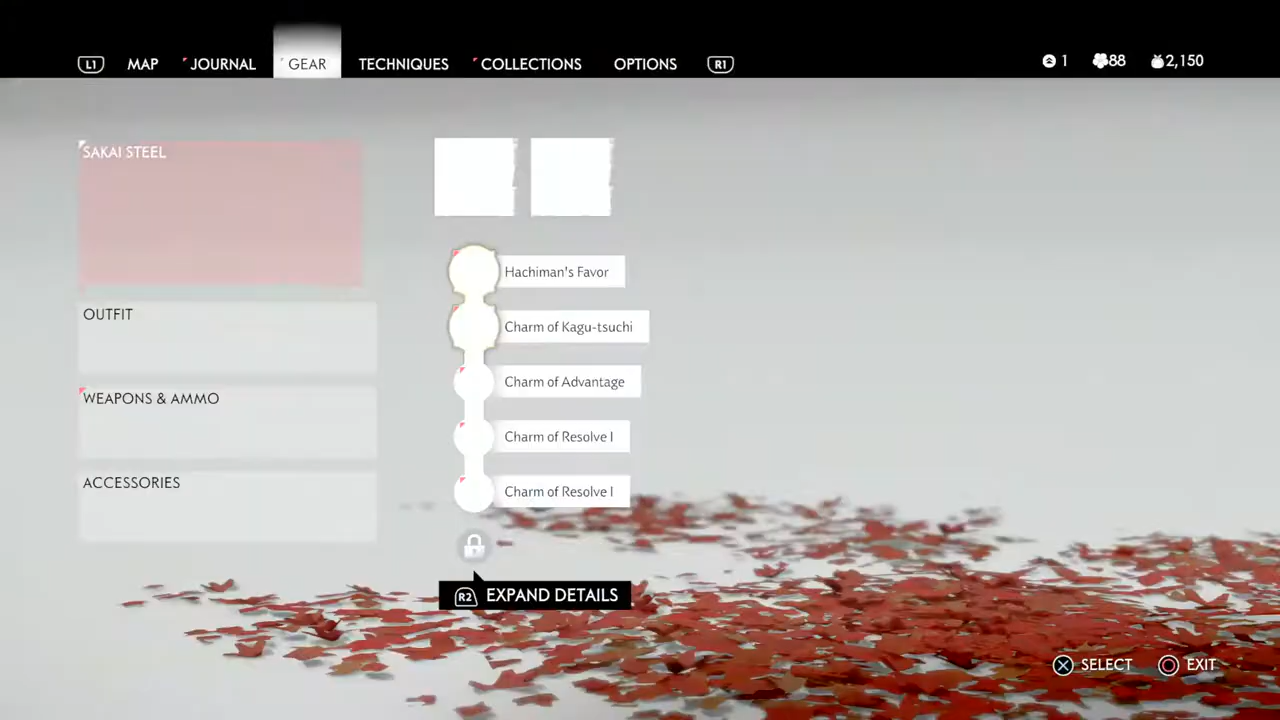 L1 MAP JOURNAL GEAR TECHNIQUES COLLECTIONS OPTIONS R1 1 88 2,150
SAKAI STEEL
OUTFIT
WEAPONS & AMMO
ACCESSORIES
Hachiman's Favor
Charm of Kagu-tsuchi
Charm of Advantage
Charm of Resolve I
Charm of Resolve I
R2 EXPAND DETAILS
SELECT EXIT